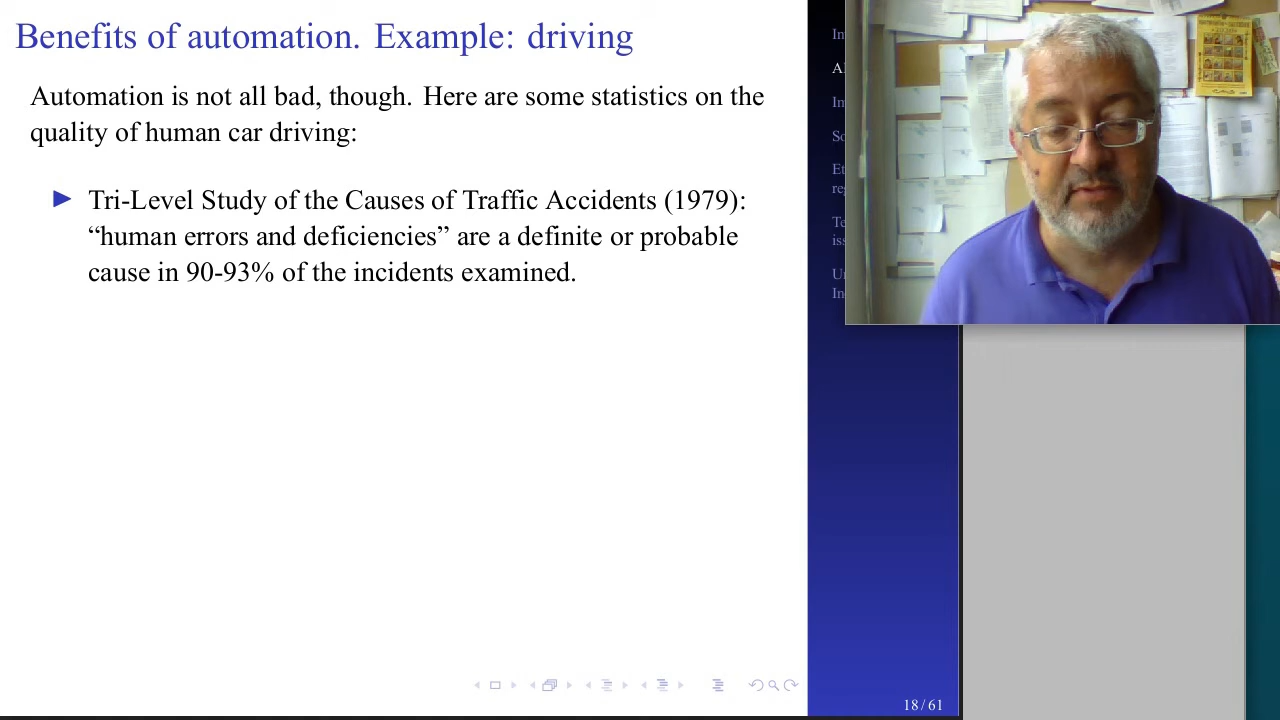 Benefits of automation. Example: driving
Automation is not all bad, though. Here are some statistics on the
quality of human car driving:
Tri-Level Study of the Causes of Traffic Accidents (1979):
“human errors and deficiencies” are a definite or probable
cause in 90-93% of the incidents examined.
18 / 61